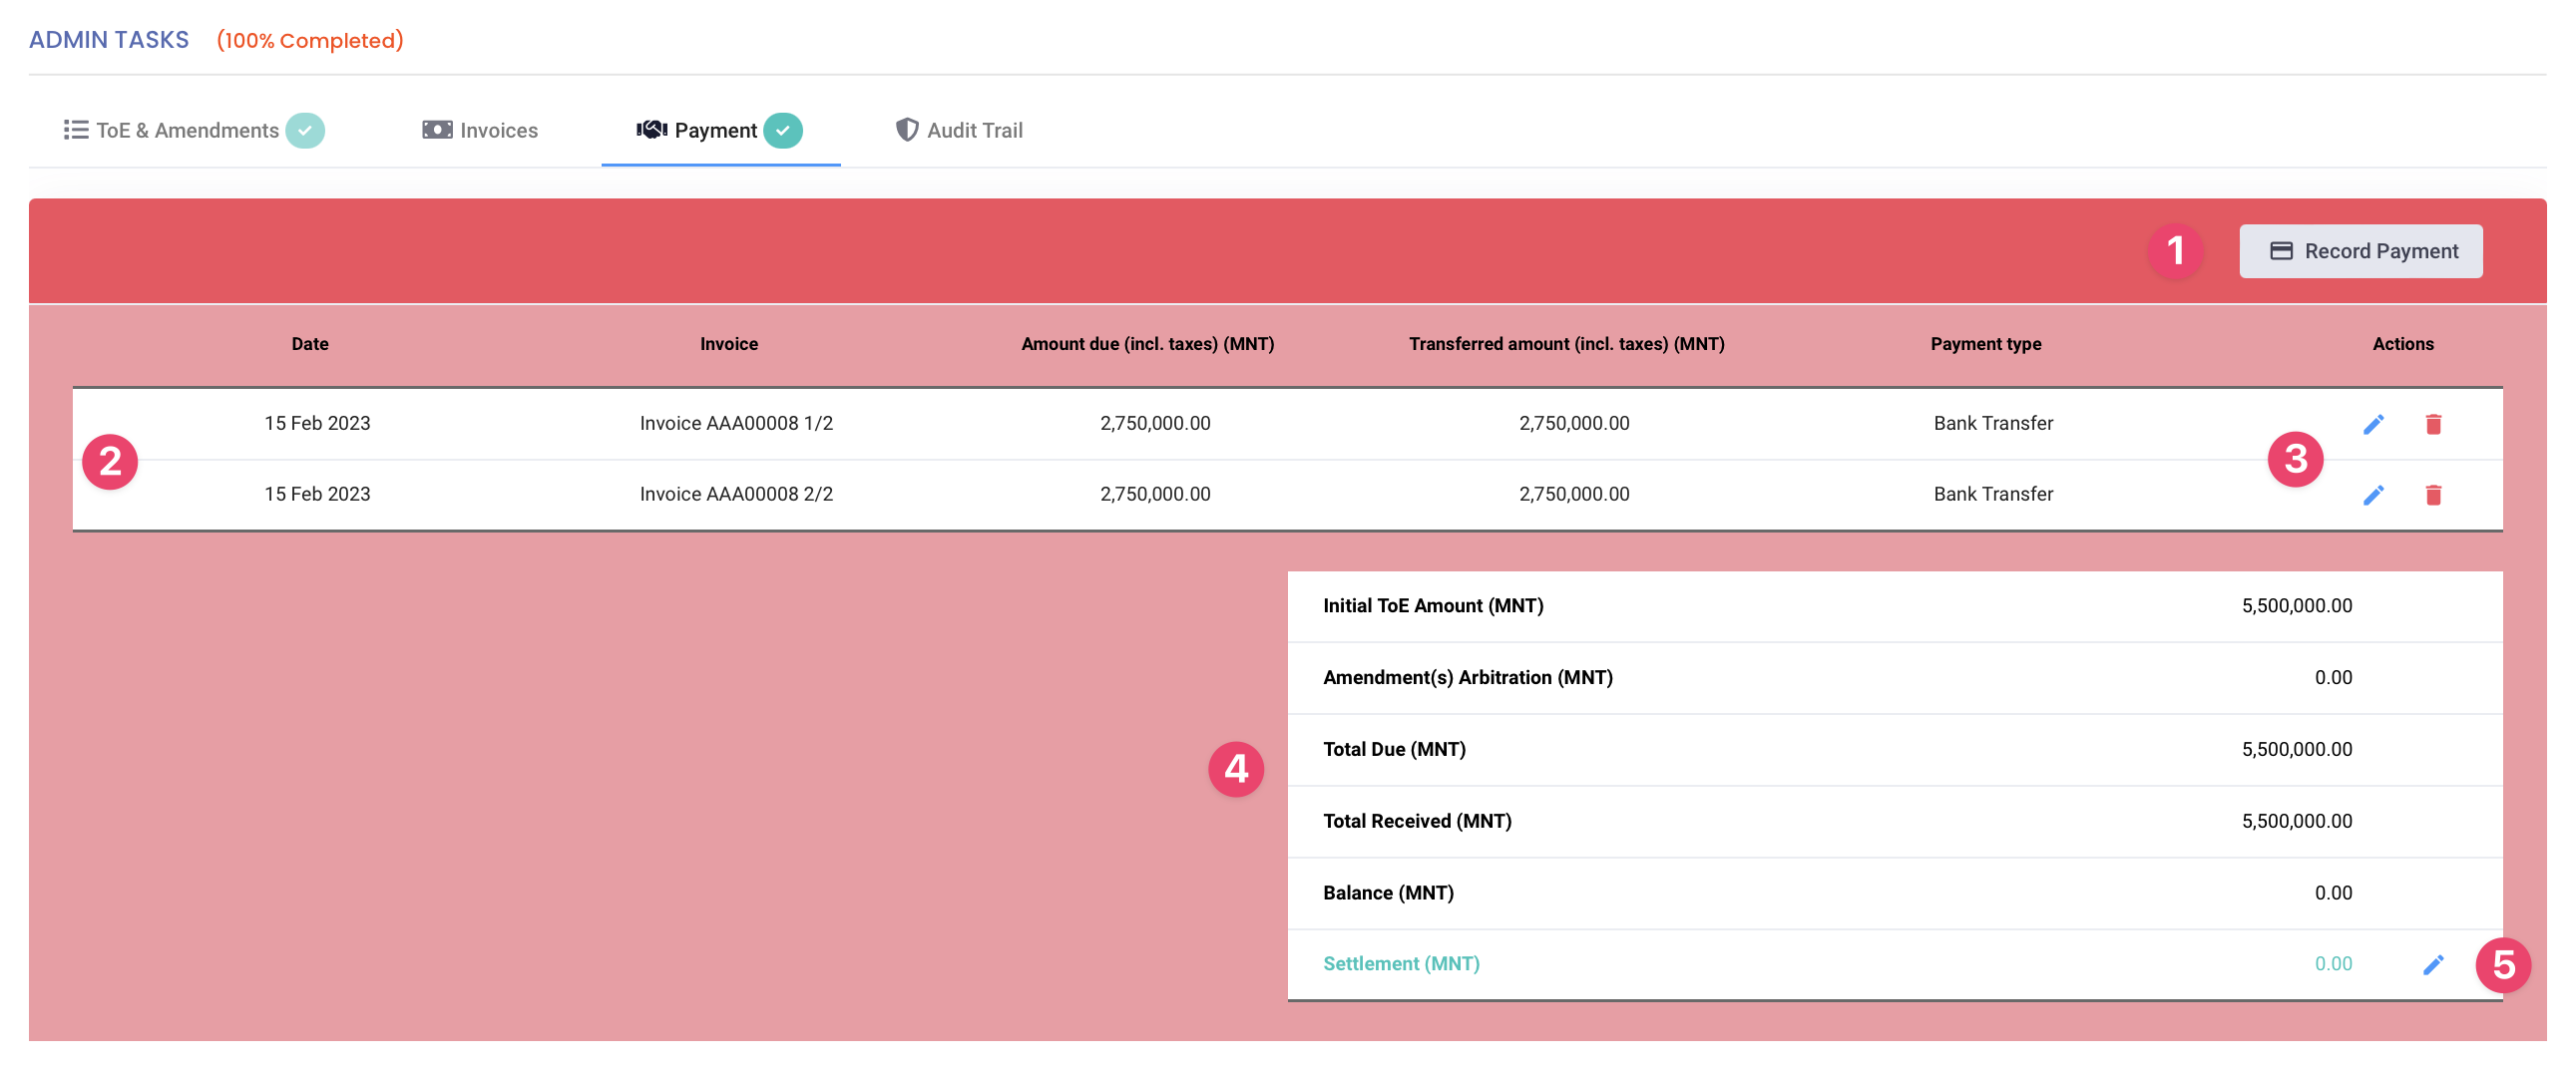 ADMIN TASKS (100% Completed)
ToE & Amendments Invoices Payment Audit Trail
1 Record Payment
Date Invoice Amount due (incl. taxes) (MNT) Transferred amount (incl. taxes) (MNT) Payment type Actions
15 Feb 2023 Invoice AAA00008 1/2 2,750,000.00 2,750,000.00 Bank Transfer
2 3
15 Feb 2023 Invoice AAA00008 2/2 2,750,000.00 2,750,000.00 Bank Transfer
Initial ToE Amount (MNT) 5,500,000.00
Amendment(s) Arbitration (MNT) 0.00
Total Due (MNT) 5,500,000.00
4
Total Received (MNT) 5,500,000.00
Balance (MNT) 0.00
Settlement (MNT) 0.00 5